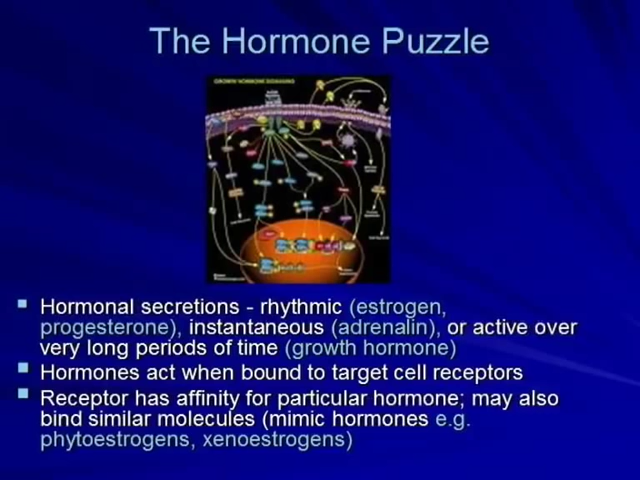 The Hormone Puzzle
GROWTH HORMONE SIGNALING
Hormonal secretions - rhythmic (estrogen,
progesterone), instantaneous (adrenalin), or active over
very long periods of time (growth hormone)
Hormones act when bound to target cell receptors
Receptor has affinity for particular hormone; may also
bind similar molecules (mimic hormones e.g.
phytoestrogens, xenoestrogens)